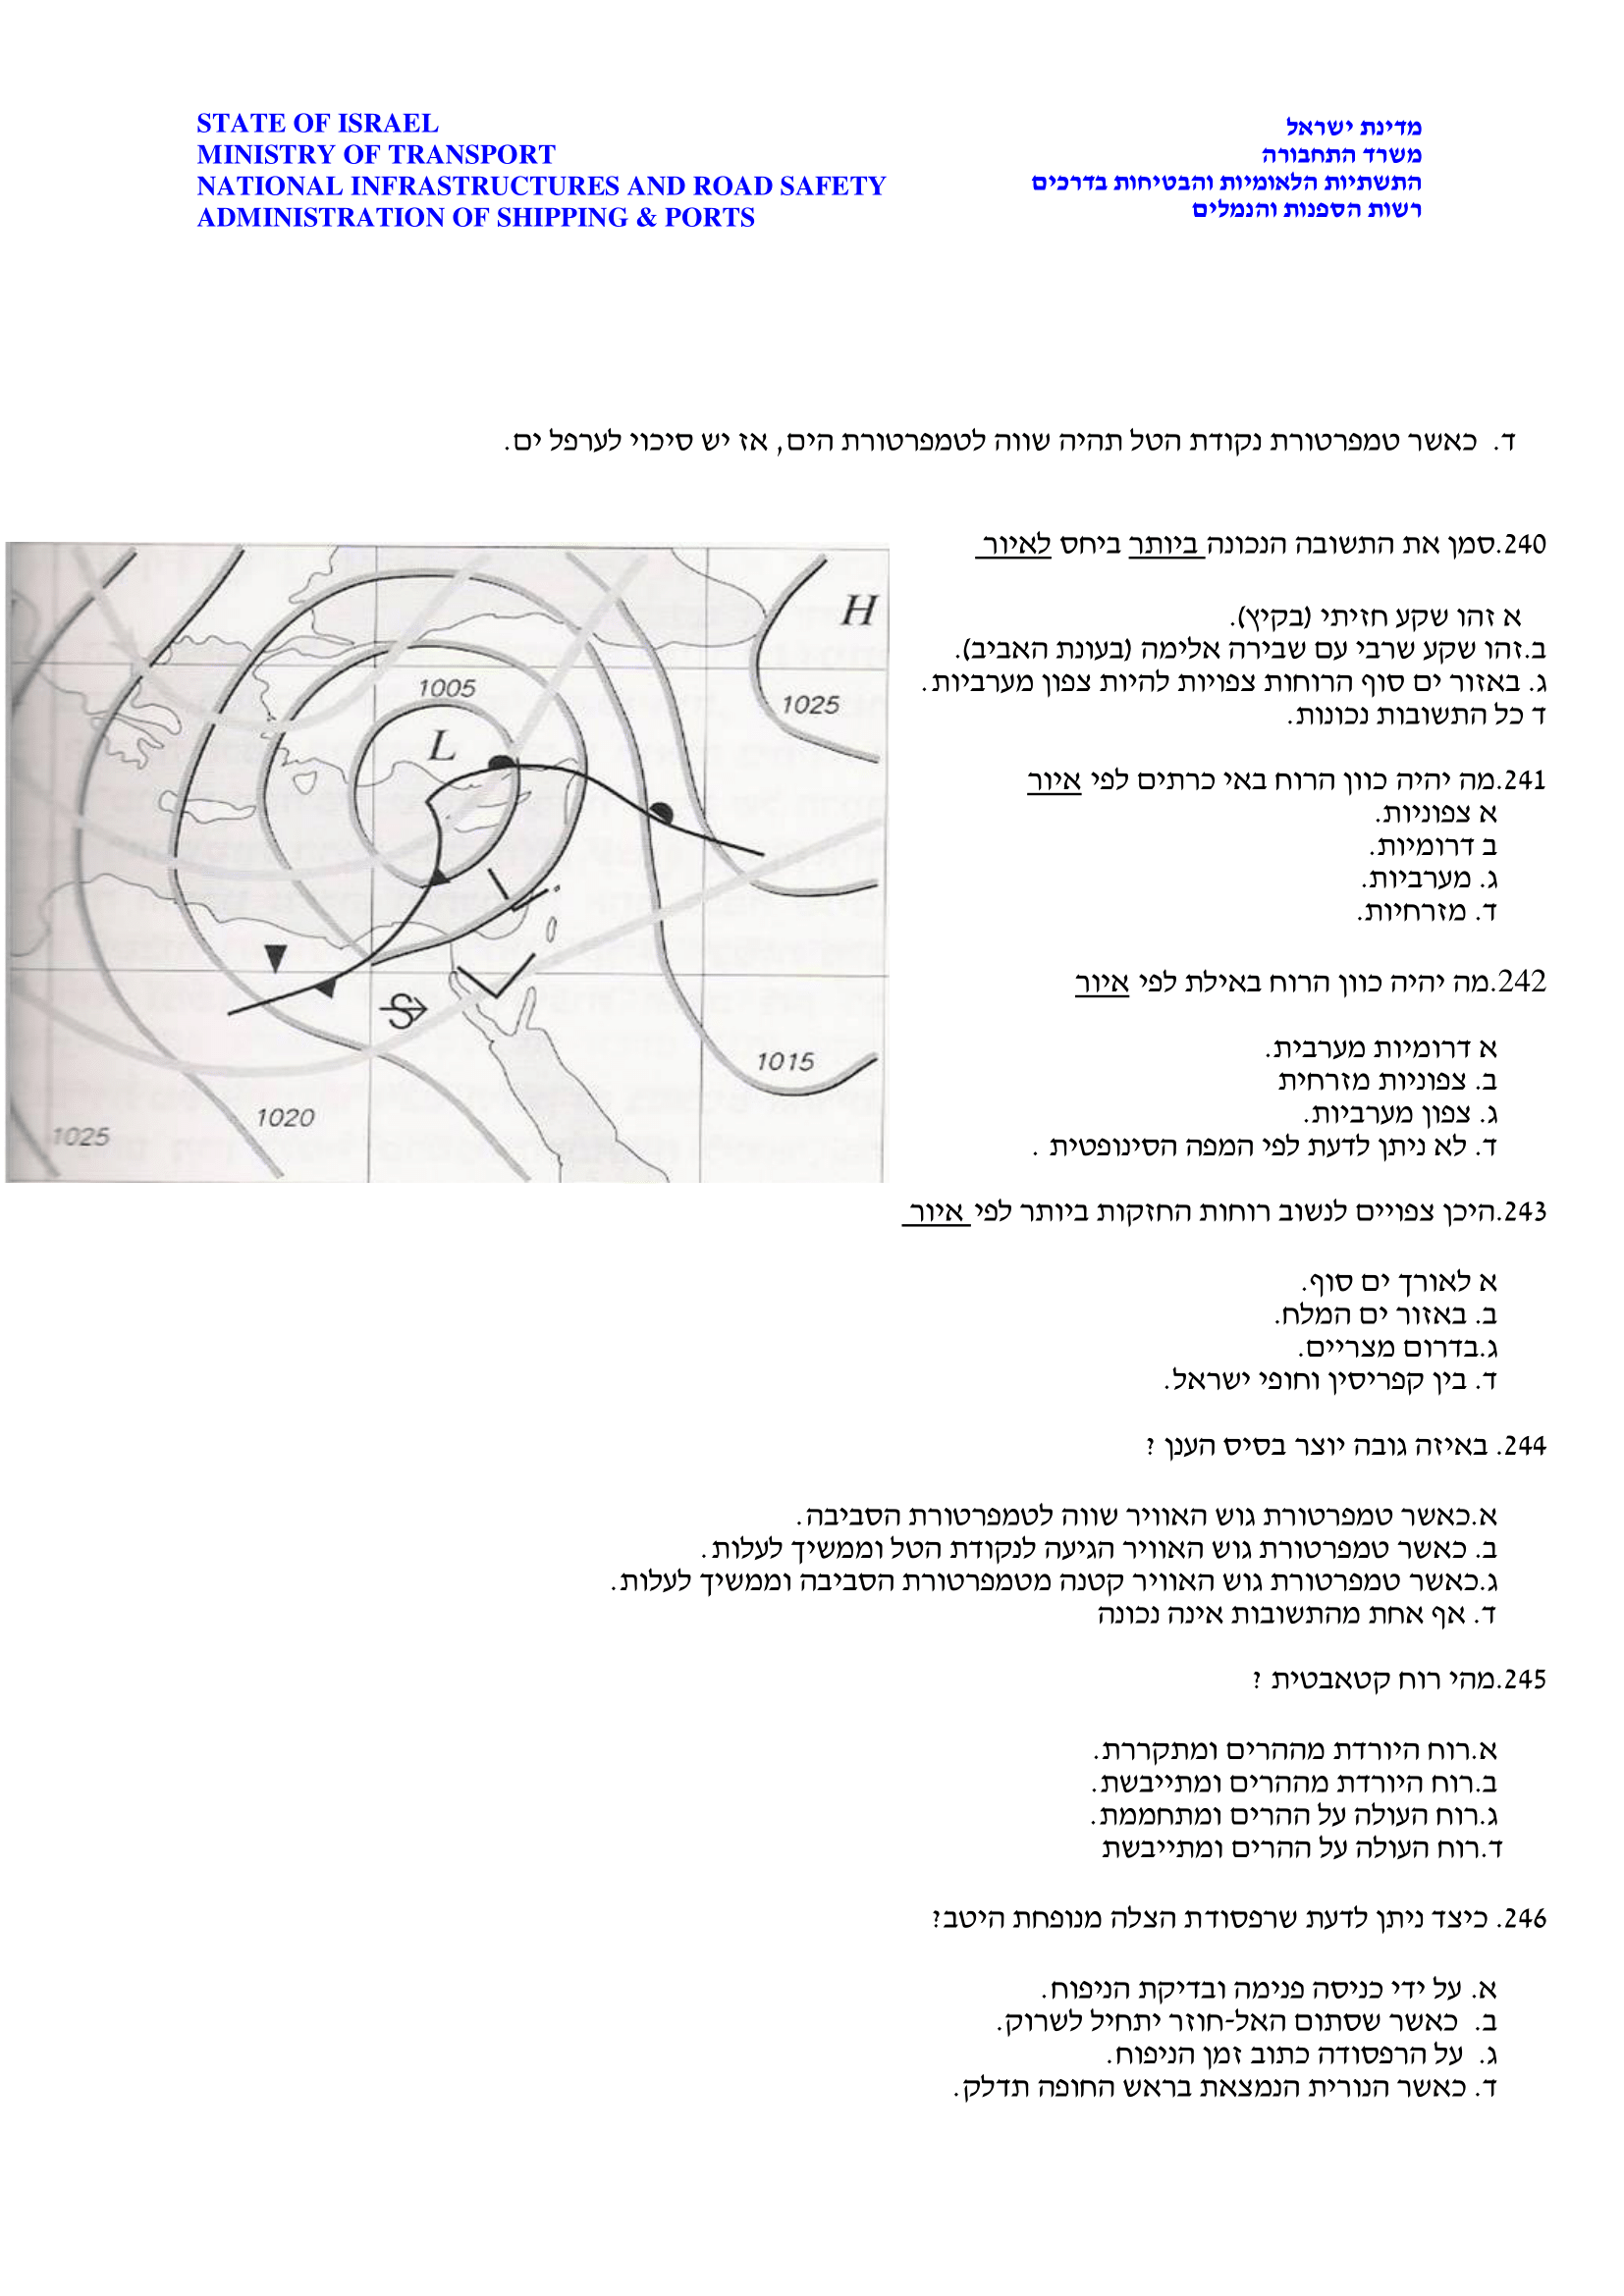 STATE OF ISRAEL
MINISTRY OF TRANSPORT
NATIONAL INFRASTRUCTURES AND ROAD SAFETY
ADMINISTRATION OF SHIPPING & PORTS
מדינת ישראל
משרד התחבורה
התשתיות הלאומיות והבטיחות בדרכים
רשות הספנות והנמלים
ד. כאשר טמפרטורת נקודת הטל תהיה שווה לטמפרטורת הים, אז יש סיכוי לערפל ים.
240.סמן את התשובה הנכונה ביותר ביחס לאיור
א זהו שקע חזיתי (בקיץ).
ב.זהו שקע שרבי עם שבירה אלימה (בעונת האביב).
ג. באזור ים סוף הרוחות צפויות להיות צפון מערביות.
ד כל התשובות נכונות.
H
1005
1025
L
S
1015
1020
1025
241.מה יהיה כוון הרוח באי כרתים לפי איור
א צפוניות.
ב דרומיות.
ג. מערביות.
ד. מזרחיות.
242.מה יהיה כוון הרוח באילת לפי איור
א דרומיות מערבית.
ב. צפוניות מזרחית
ג. צפון מערביות.
ד. לא ניתן לדעת לפי המפה הסינופטית .
243.היכן צפויים לנשוב רוחות החזקות ביותר לפי איור
א לאורך ים סוף.
ב. באזור ים המלח.
ג.בדרום מצריים.
ד. בין קפריסין וחופי ישראל.
244. באיזה גובה יוצר בסיס הענן ?
א.כאשר טמפרטורת גוש האוויר שווה לטמפרטורת הסביבה.
ב. כאשר טמפרטורת גוש האוויר הגיעה לנקודת הטל וממשיך לעלות.
ג.כאשר טמפרטורת גוש האוויר קטנה מטמפרטורת הסביבה וממשיך לעלות.
ד. אף אחת מהתשובות אינה נכונה
245.מהי רוח קטאבטית ?
א.רוח היורדת מההרים ומתקררת.
ב.רוח היורדת מההרים ומתייבשת.
ג.רוח העולה על ההרים ומתחממת.
ד.רוח העולה על ההרים ומתייבשת
246. כיצד ניתן לדעת שרפסודת הצלה מנופחת היטב?
א. על ידי כניסה פנימה ובדיקת הניפוח.
ב. כאשר שסתום האל-חוזר יתחיל לשרוק.
ג. על הרפסודה כתוב זמן הניפוח.
ד. כאשר הנורית הנמצאת בראש החופה תדלק.